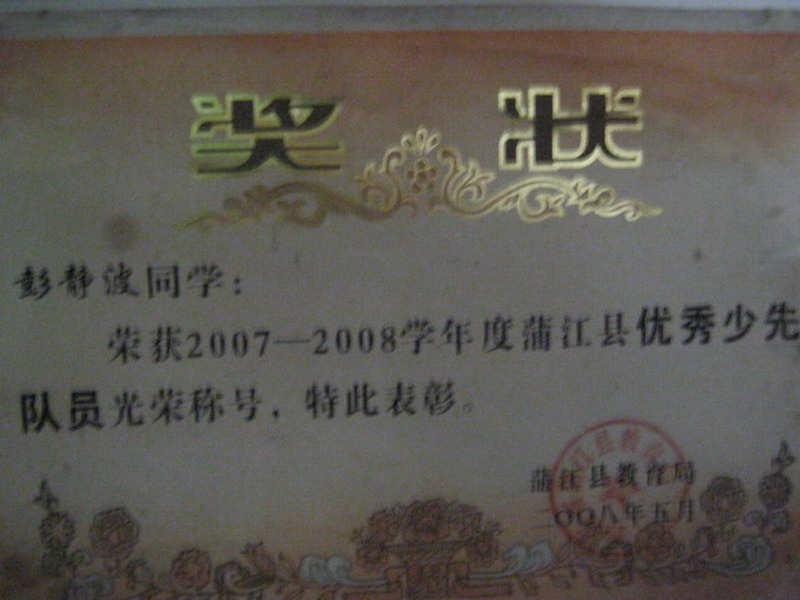 奖 状
彭静波同学：
荣获2007—2008学年度蒲江县优秀少先
队员光荣称号，特此表彰。
蒲江县教育局
二〇〇八年五月